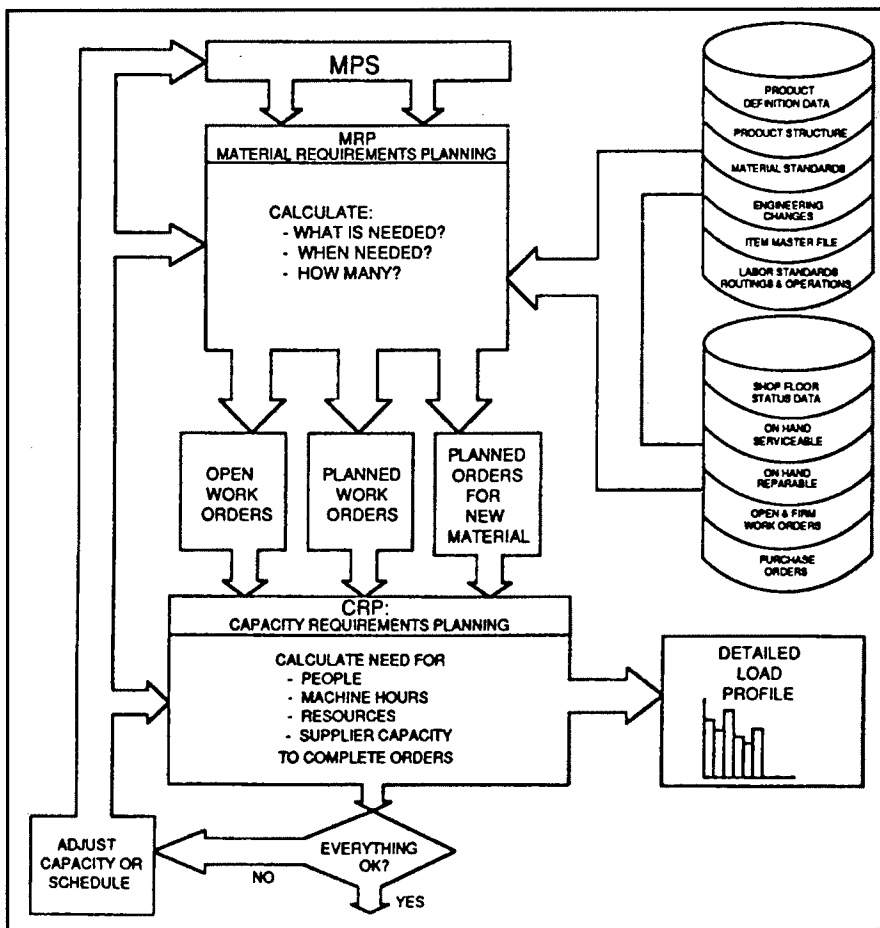 MPS
MRP
MATERIAL REQUIREMENTS PLANNING
CALCULATE:
- WHAT IS NEEDED?
- WHEN NEEDED?
- HOW MANY?
OPEN
WORK
ORDERS
PLANNED
WORK
ORDERS
PLANNED
ORDERS
FOR
NEW
MATERIAL
CRP:
CAPACITY REQUIREMENTS PLANNING
CALCULATE NEED FOR
- PEOPLE
- MACHINE HOURS
- RESOURCES
- SUPPLIER CAPACITY
TO COMPLETE ORDERS
EVERYTHING
OK?
NO
YES
ADJUST
CAPACITY OR
SCHEDULE
PRODUCT
DEFINITION DATA
PRODUCT STRUCTURE
MATERIAL STANDARDS
ENGINEERING
CHANGES
ITEM MASTER FILE
LABOR STANDARDS
ROUTINGS & OPERATIONS
SHOP FLOOR
STATUS DATA
ON HAND
SERVICEABLE
ON HAND
REPARABLE
OPEN & FIRM
WORK ORDERS
PURCHASE
ORDERS
DETAILED
LOAD
PROFILE